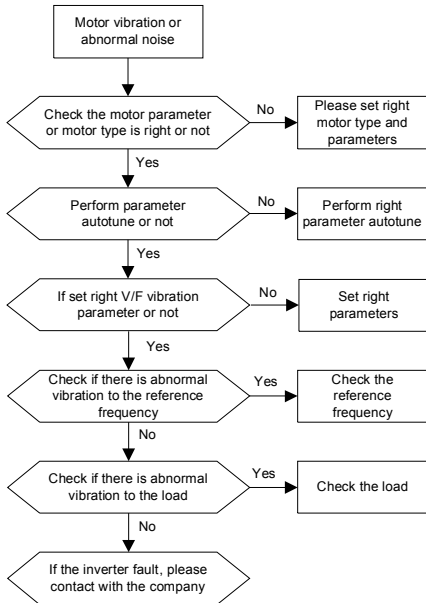 Motor vibration or
abnormal noise
Check the motor parameter
or motor type is right or not
No
Please set right
motor type and
parameters
Yes
Perform parameter
autotune or not
No
Perform right
parameter autotune
Yes
If set right V/F vibration
parameter or not
No
Set right
parameters
Yes
Check if there is abnormal
vibration to the reference
frequency
Yes
Check the
reference
frequency
No
Check if there is abnormal
vibration to the load
Yes
Check the load
No
If the inverter fault, please
contact with the company